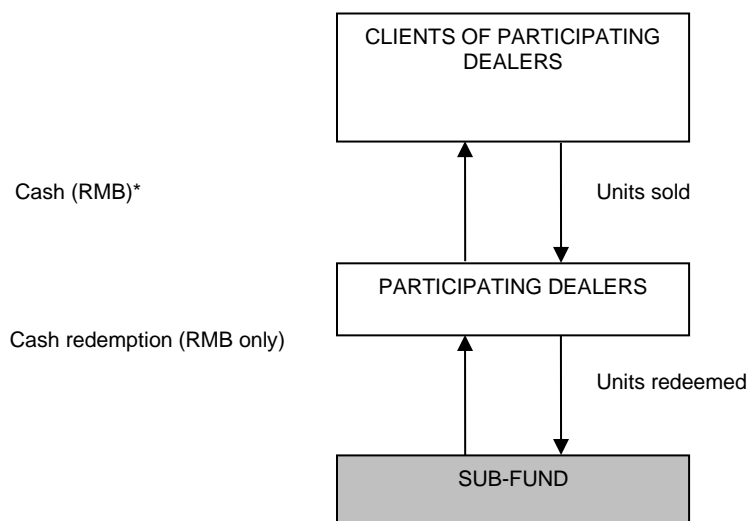 CLIENTS OF PARTICIPATING
DEALERS
Cash (RMB)*
Units sold
PARTICIPATING DEALERS
Cash redemption (RMB only)
Units redeemed
SUB-FUND